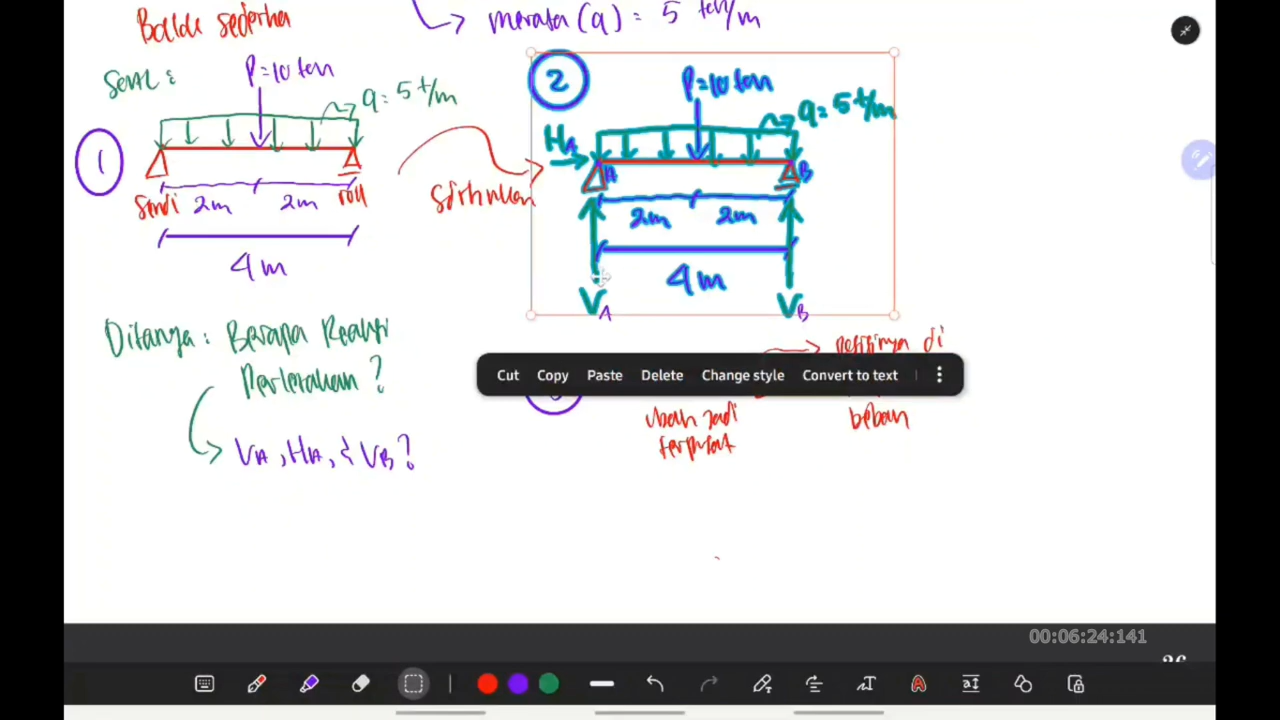 Balok sederhana
merata (q) = 5 ton/m
Soal :
P=10 ton
q = 5 t/m
1
Sendi
2m
2m
roll
4 m
2
P=10 ton
q = 5 t/m
HA
A
B
2m
2m
4 m
VA
VB
Ditanya : Berapa Reaksi
Perletakan ?
VA, HA, & VB ?
di
Cut Copy Paste Delete Change style Convert to text
ubah jadi
terpusat
beban
00:06:24:141